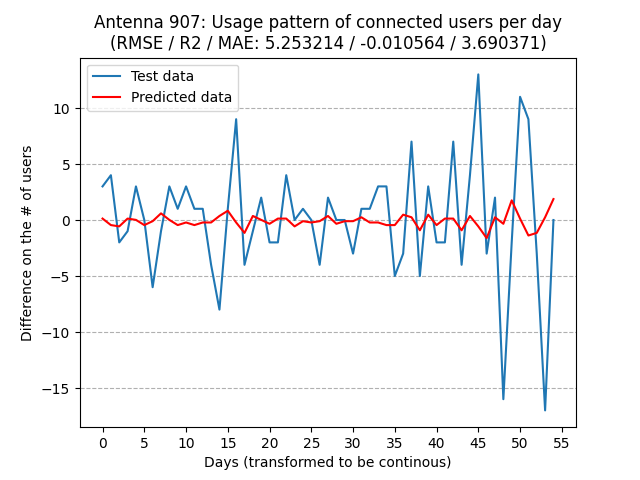 Antenna 907: Usage pattern of connected users per day
(RMSE / R2 / MAE: 5.253214 / -0.010564 / 3.690371)
Test data
Predicted data
Difference on the # of users
10
5
0
−5
−10
−15
0 5 10 15 20 25 30 35 40 45 50 55
Days (transformed to be continous)